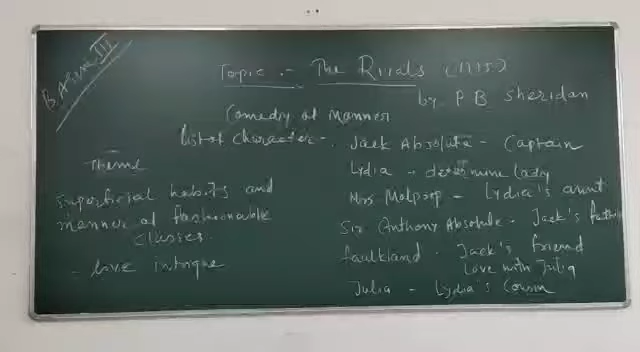 B.A Sem III
Topic :- The Rivals (1775)
by P B Sheridan
Comedy of Manner
List of Character -
Jack Absolute - Captain
Lydia - determine lady
Mrs Malprop - Lydia's aunt
Sir Anthony Absolute - Jack's father
faulkland - Jack's friend
Love with Julia
Julia - Lydia's Cousin
Theme
superficial habits and
manner of fashionable
classes.
- love intrigue